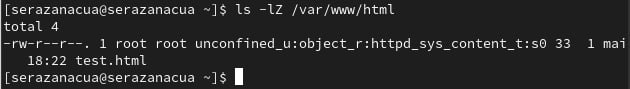 [serazanacua@serazanacua ~]$ ls -lZ /var/www/html
total 4
-rw-r--r--. 1 root root unconfined_u:object_r:httpd_sys_content_t:s0 33  1 mai
   18:22 test.html
[serazanacua@serazanacua ~]$